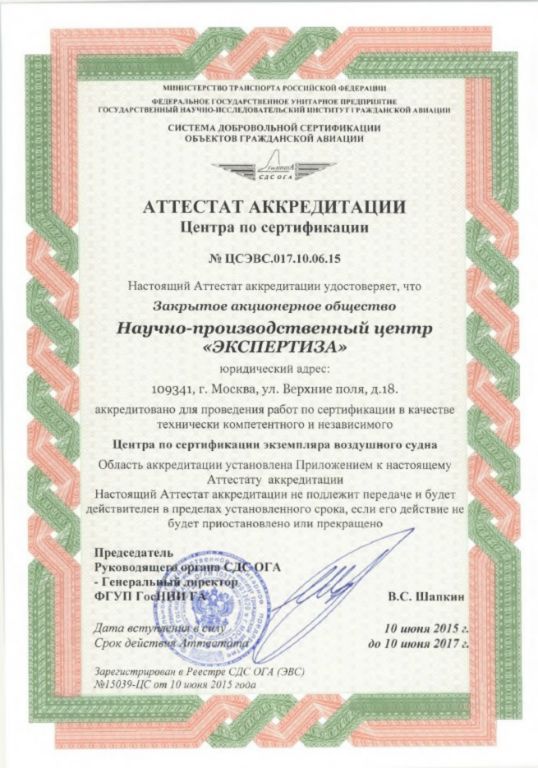 МИНИСТЕРСТВО ТРАНСПОРТА РОССИЙСКОЙ ФЕДЕРАЦИИ
ФЕДЕРАЛЬНОЕ ГОСУДАРСТВЕННОЕ УНИТАРНОЕ ПРЕДПРИЯТИЕ
ГОСУДАРСТВЕННЫЙ НАУЧНО-ИССЛЕДОВАТЕЛЬСКИЙ ИНСТИТУТ ГРАЖДАНСКОЙ АВИАЦИИ
СИСТЕМА ДОБРОВОЛЬНОЙ СЕРТИФИКАЦИИ
ОБЪЕКТОВ ГРАЖДАНСКОЙ АВИАЦИИ
СДС ОГА
АТТЕСТАТ АККРЕДИТАЦИИ
Центра по сертификации
№ ЦСЭВС.017.10.06.15
Настоящий Аттестат аккредитации удостоверяет, что
Закрытое акционерное общество
Научно-производственный центр
«ЭКСПЕРТИЗА»
юридический адрес:
109341, г. Москва, ул. Верхние поля, д.18.
аккредитовано для проведения работ по сертификации в качестве
технически компетентного и независимого
Центра по сертификации экземпляра воздушного судна
Область аккредитации установлена Приложением к настоящему
Аттестату аккредитации
Настоящий Аттестат аккредитации не подлежит передаче и будет
действителен в пределах установленного срока, если его действие не
будет приостановлено или прекращено
Председатель
Руководящего органа СДС ОГА
- Генеральный директор
ФГУП ГосНИИ ГА В.С. Шапкин
Дата вступления в силу 10 июня 2015 г.
Срок действия Аттестата до 10 июня 2017 г.
Зарегистрирован в Реестре СДС ОГА (ЭВС)
№15039-ЦС от 10 июня 2015 года